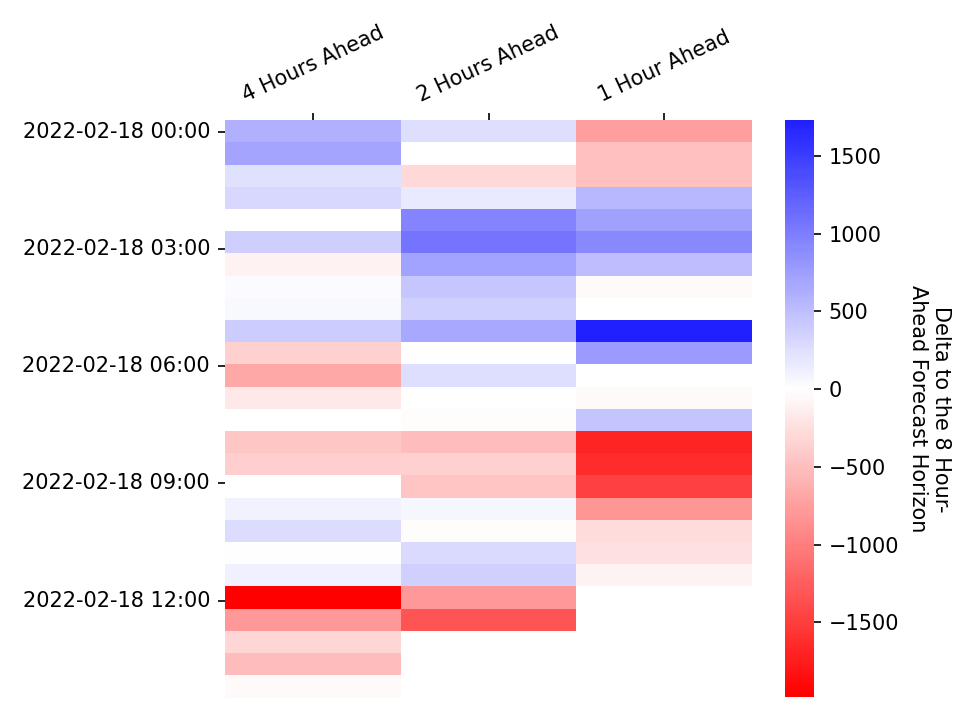 4 Hours Ahead
2 Hours Ahead
1 Hour Ahead
2022-02-18 00:00
2022-02-18 03:00
2022-02-18 06:00
2022-02-18 09:00
2022-02-18 12:00
1500
1000
500
0
−500
−1000
−1500
Delta to the 8 Hour-
Ahead Forecast Horizon